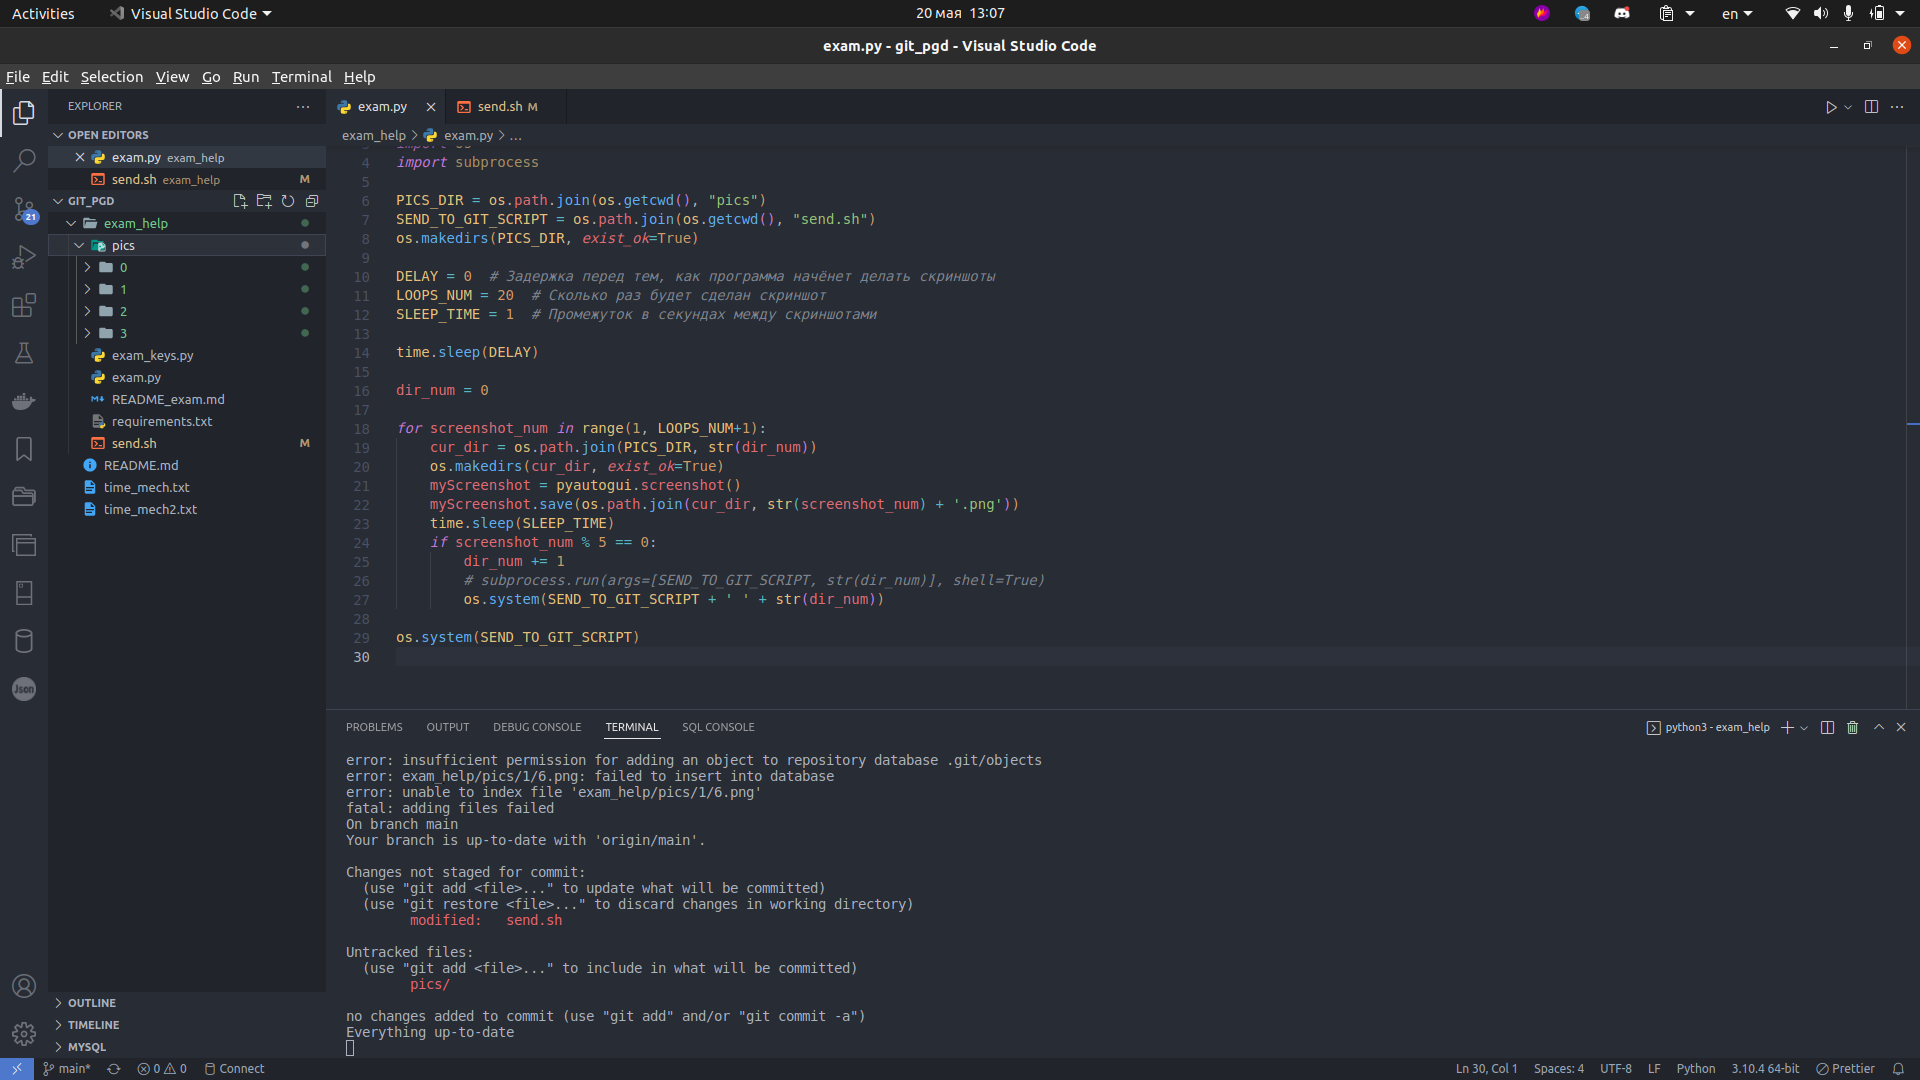 Activities
Visual Studio Code
20 мая 13:07
en
exam.py - git_pgd - Visual Studio Code
File Edit Selection View Go Run Terminal Help
EXPLORER
OPEN EDITORS
exam.py exam_help
send.sh exam_help M
GIT_PGD
exam_help
pics
0
1
2
3
exam_keys.py
exam.py
README_exam.md
requirements.txt
send.sh M
README.md
time_mech.txt
time_mech2.txt
OUTLINE
TIMELINE
MYSQL
21
Json
exam.py
send.sh M
exam_help > exam.py > ...
3 import os
4 import subprocess
5
6 PICS_DIR = os.path.join(os.getcwd(), "pics")
7 SEND_TO_GIT_SCRIPT = os.path.join(os.getcwd(), "send.sh")
8 os.makedirs(PICS_DIR, exist_ok=True)
9
10 DELAY = 0  # Задержка перед тем, как программа начёнет делать скриншоты
11 LOOPS_NUM = 20  # Сколько раз будет сделан скриншот
12 SLEEP_TIME = 1  # Промежуток в секундах между скриншотами
13
14 time.sleep(DELAY)
15
16 dir_num = 0
17
18 for screenshot_num in range(1, LOOPS_NUM+1):
19     cur_dir = os.path.join(PICS_DIR, str(dir_num))
20     os.makedirs(cur_dir, exist_ok=True)
21     myScreenshot = pyautogui.screenshot()
22     myScreenshot.save(os.path.join(cur_dir, str(screenshot_num) + '.png'))
23     time.sleep(SLEEP_TIME)
24     if screenshot_num % 5 == 0:
25         dir_num += 1
26         # subprocess.run(args=[SEND_TO_GIT_SCRIPT, str(dir_num)], shell=True)
27         os.system(SEND_TO_GIT_SCRIPT + ' ' + str(dir_num))
28
29 os.system(SEND_TO_GIT_SCRIPT)
30
PROBLEMS OUTPUT DEBUG CONSOLE TERMINAL SQL CONSOLE
python3 - exam_help
error: insufficient permission for adding an object to repository database .git/objects
error: exam_help/pics/1/6.png: failed to insert into database
error: unable to index file 'exam_help/pics/1/6.png'
fatal: adding files failed
On branch main
Your branch is up-to-date with 'origin/main'.
Changes not staged for commit:
(use "git add <file>..." to update what will be committed)
(use "git restore <file>..." to discard changes in working directory)
modified:   send.sh
Untracked files:
(use "git add <file>..." to include in what will be committed)
pics/
no changes added to commit (use "git add" and/or "git commit -a")
Everything up-to-date
main* 0 0 Connect
Ln 30, Col 1 Spaces: 4 UTF-8 LF Python 3.10.4 64-bit Prettier